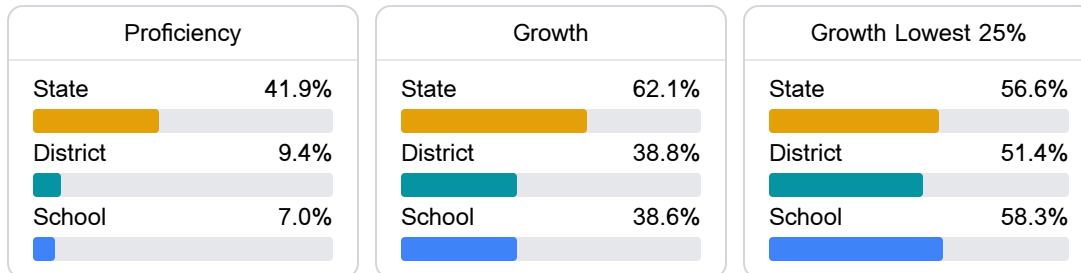 Proficiency
State 41.9%
District 9.4%
School 7.0%
Growth
State 62.1%
District 38.8%
School 38.6%
Growth Lowest 25%
State 56.6%
District 51.4%
School 58.3%